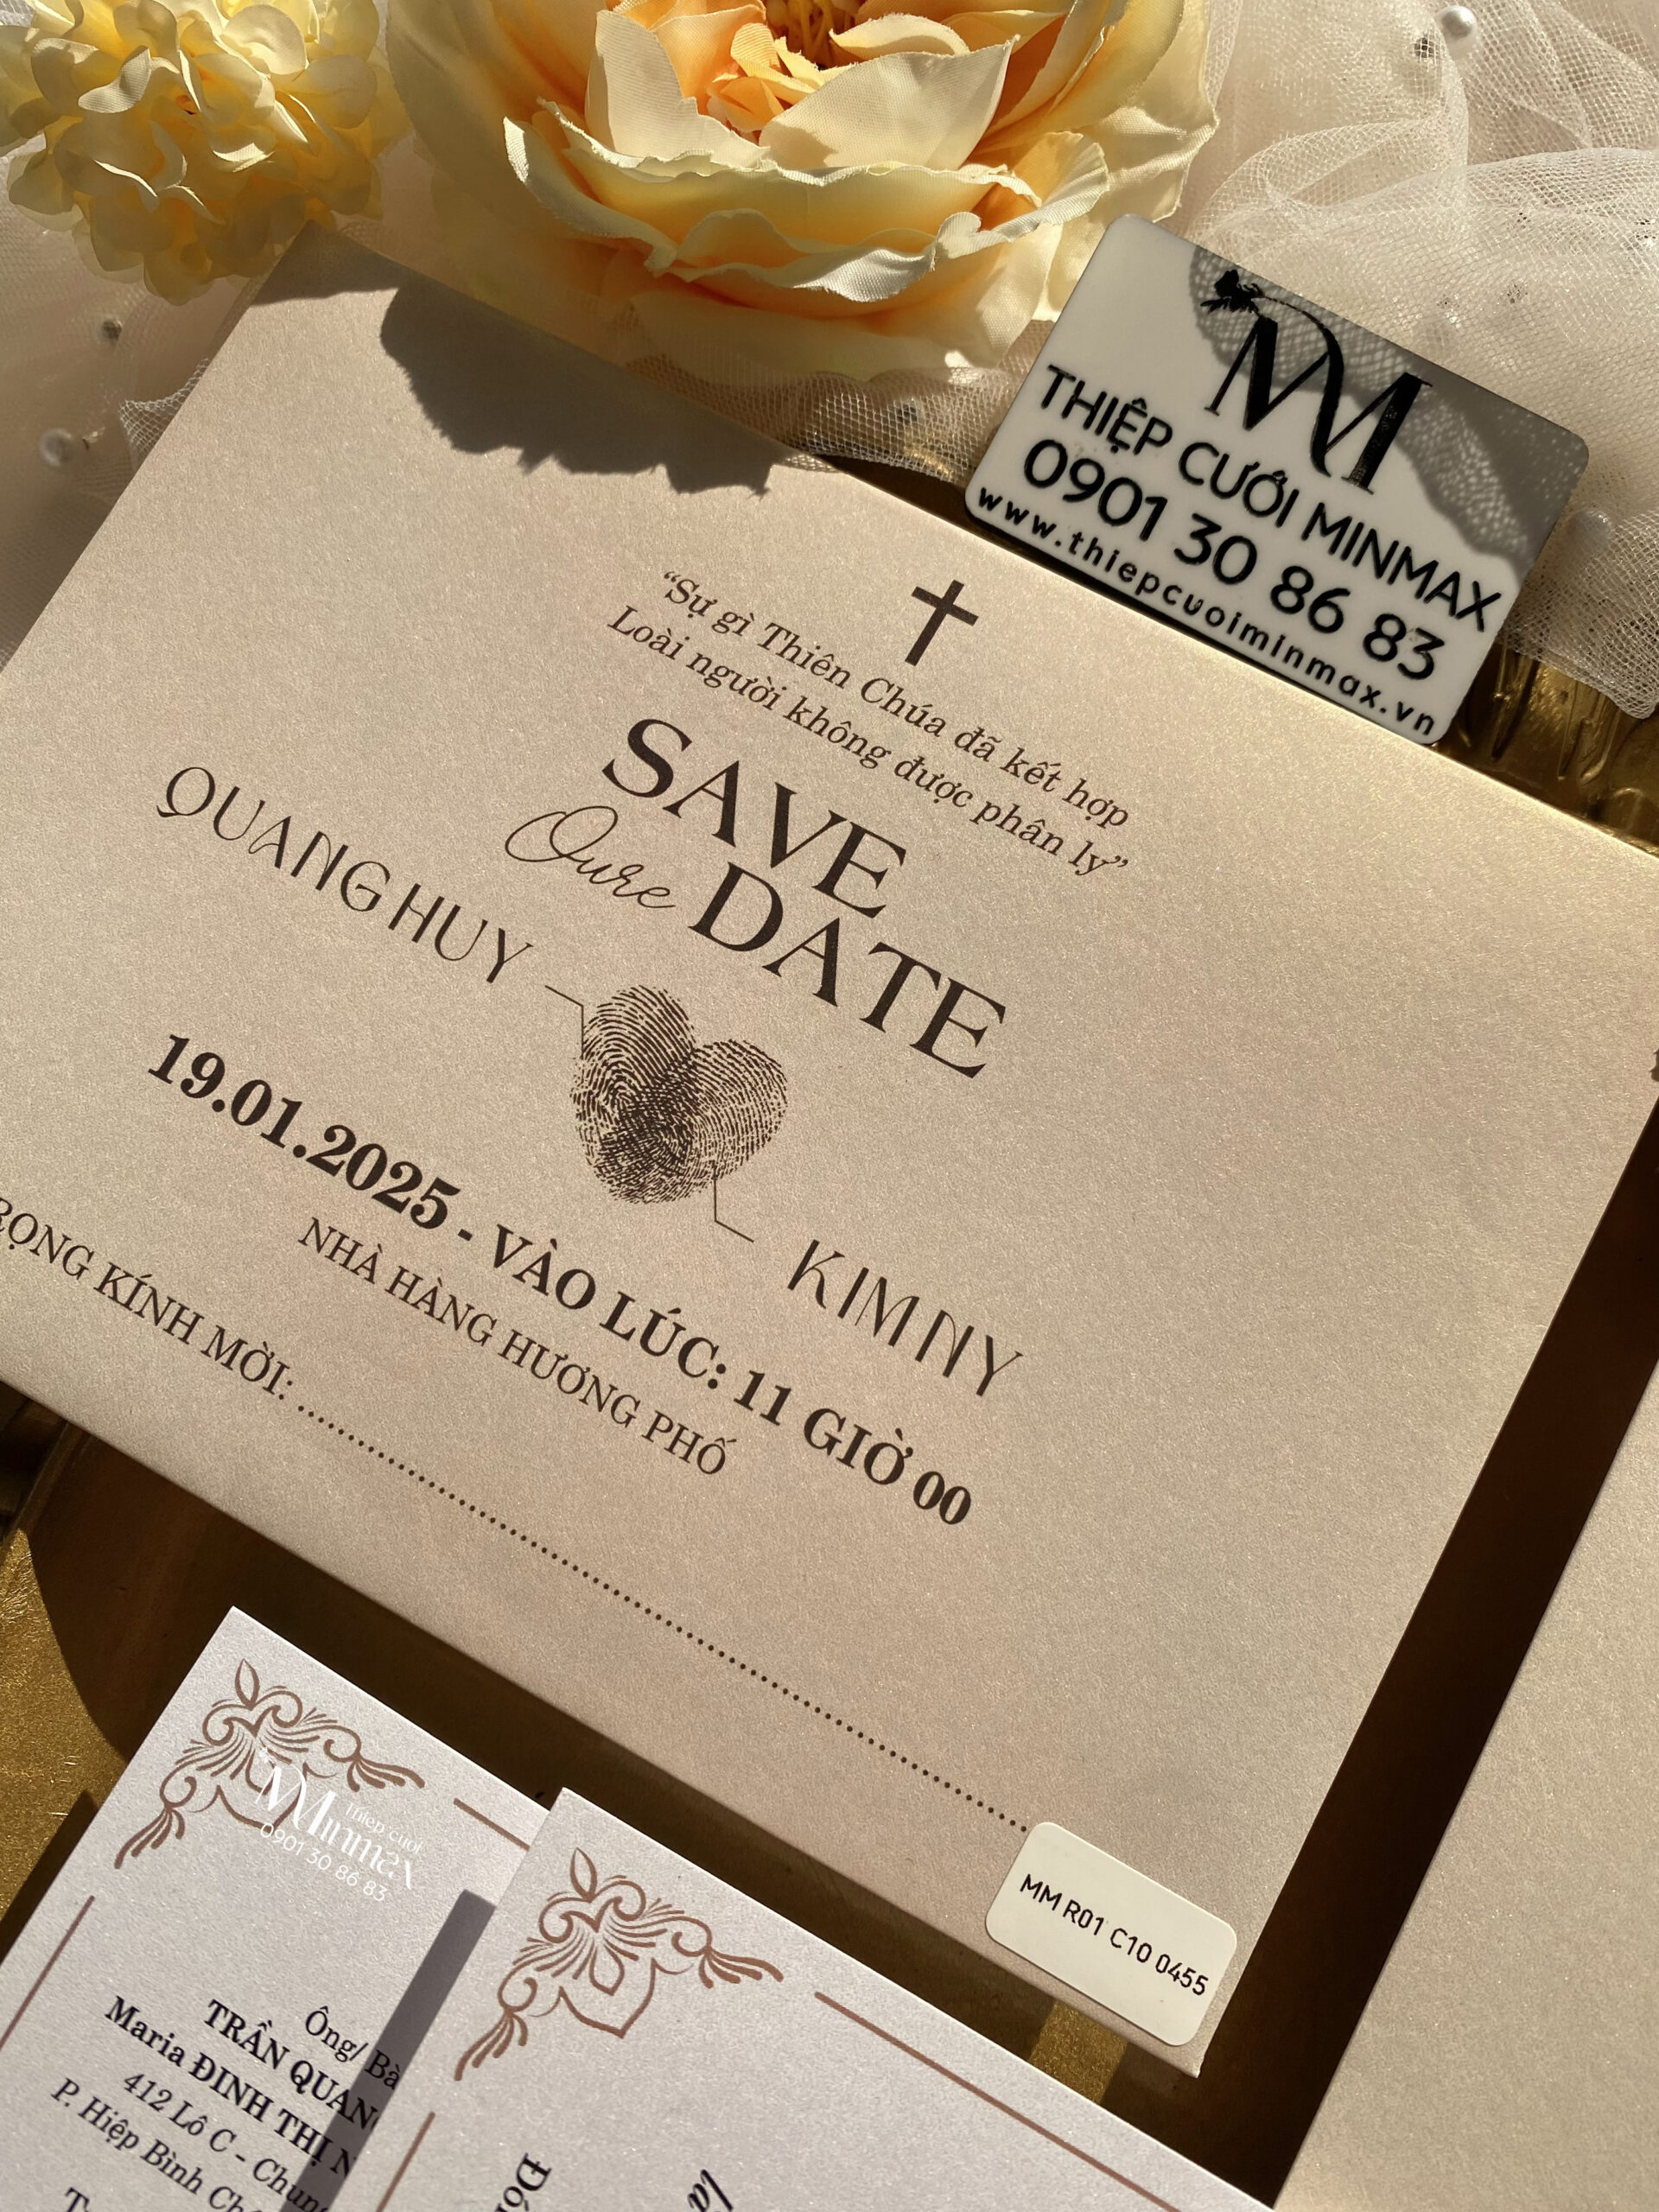 THIỆP CƯỚI MINMAX
0901 30 86 83
www.thiepcuoiminmax.vn
“Sự gì Thiên Chúa đã kết hợp
Loài người không được phân ly”
SAVE
Oure DATE
QUANG HUY
KIM NY
19.01.2025 - VÀO LÚC: 11 GIỜ 00
NHÀ HÀNG HƯƠNG PHỐ
RỌNG KÍNH MỜI:
MM R01 C10 0455
Thiệp cưới
Minmax
0901 30 86 83
Ông/ Bà
TRẦN QUAN
Maria ĐINH THỊ N
412 Lô C - Chung
P. Hiệp Bình Ch